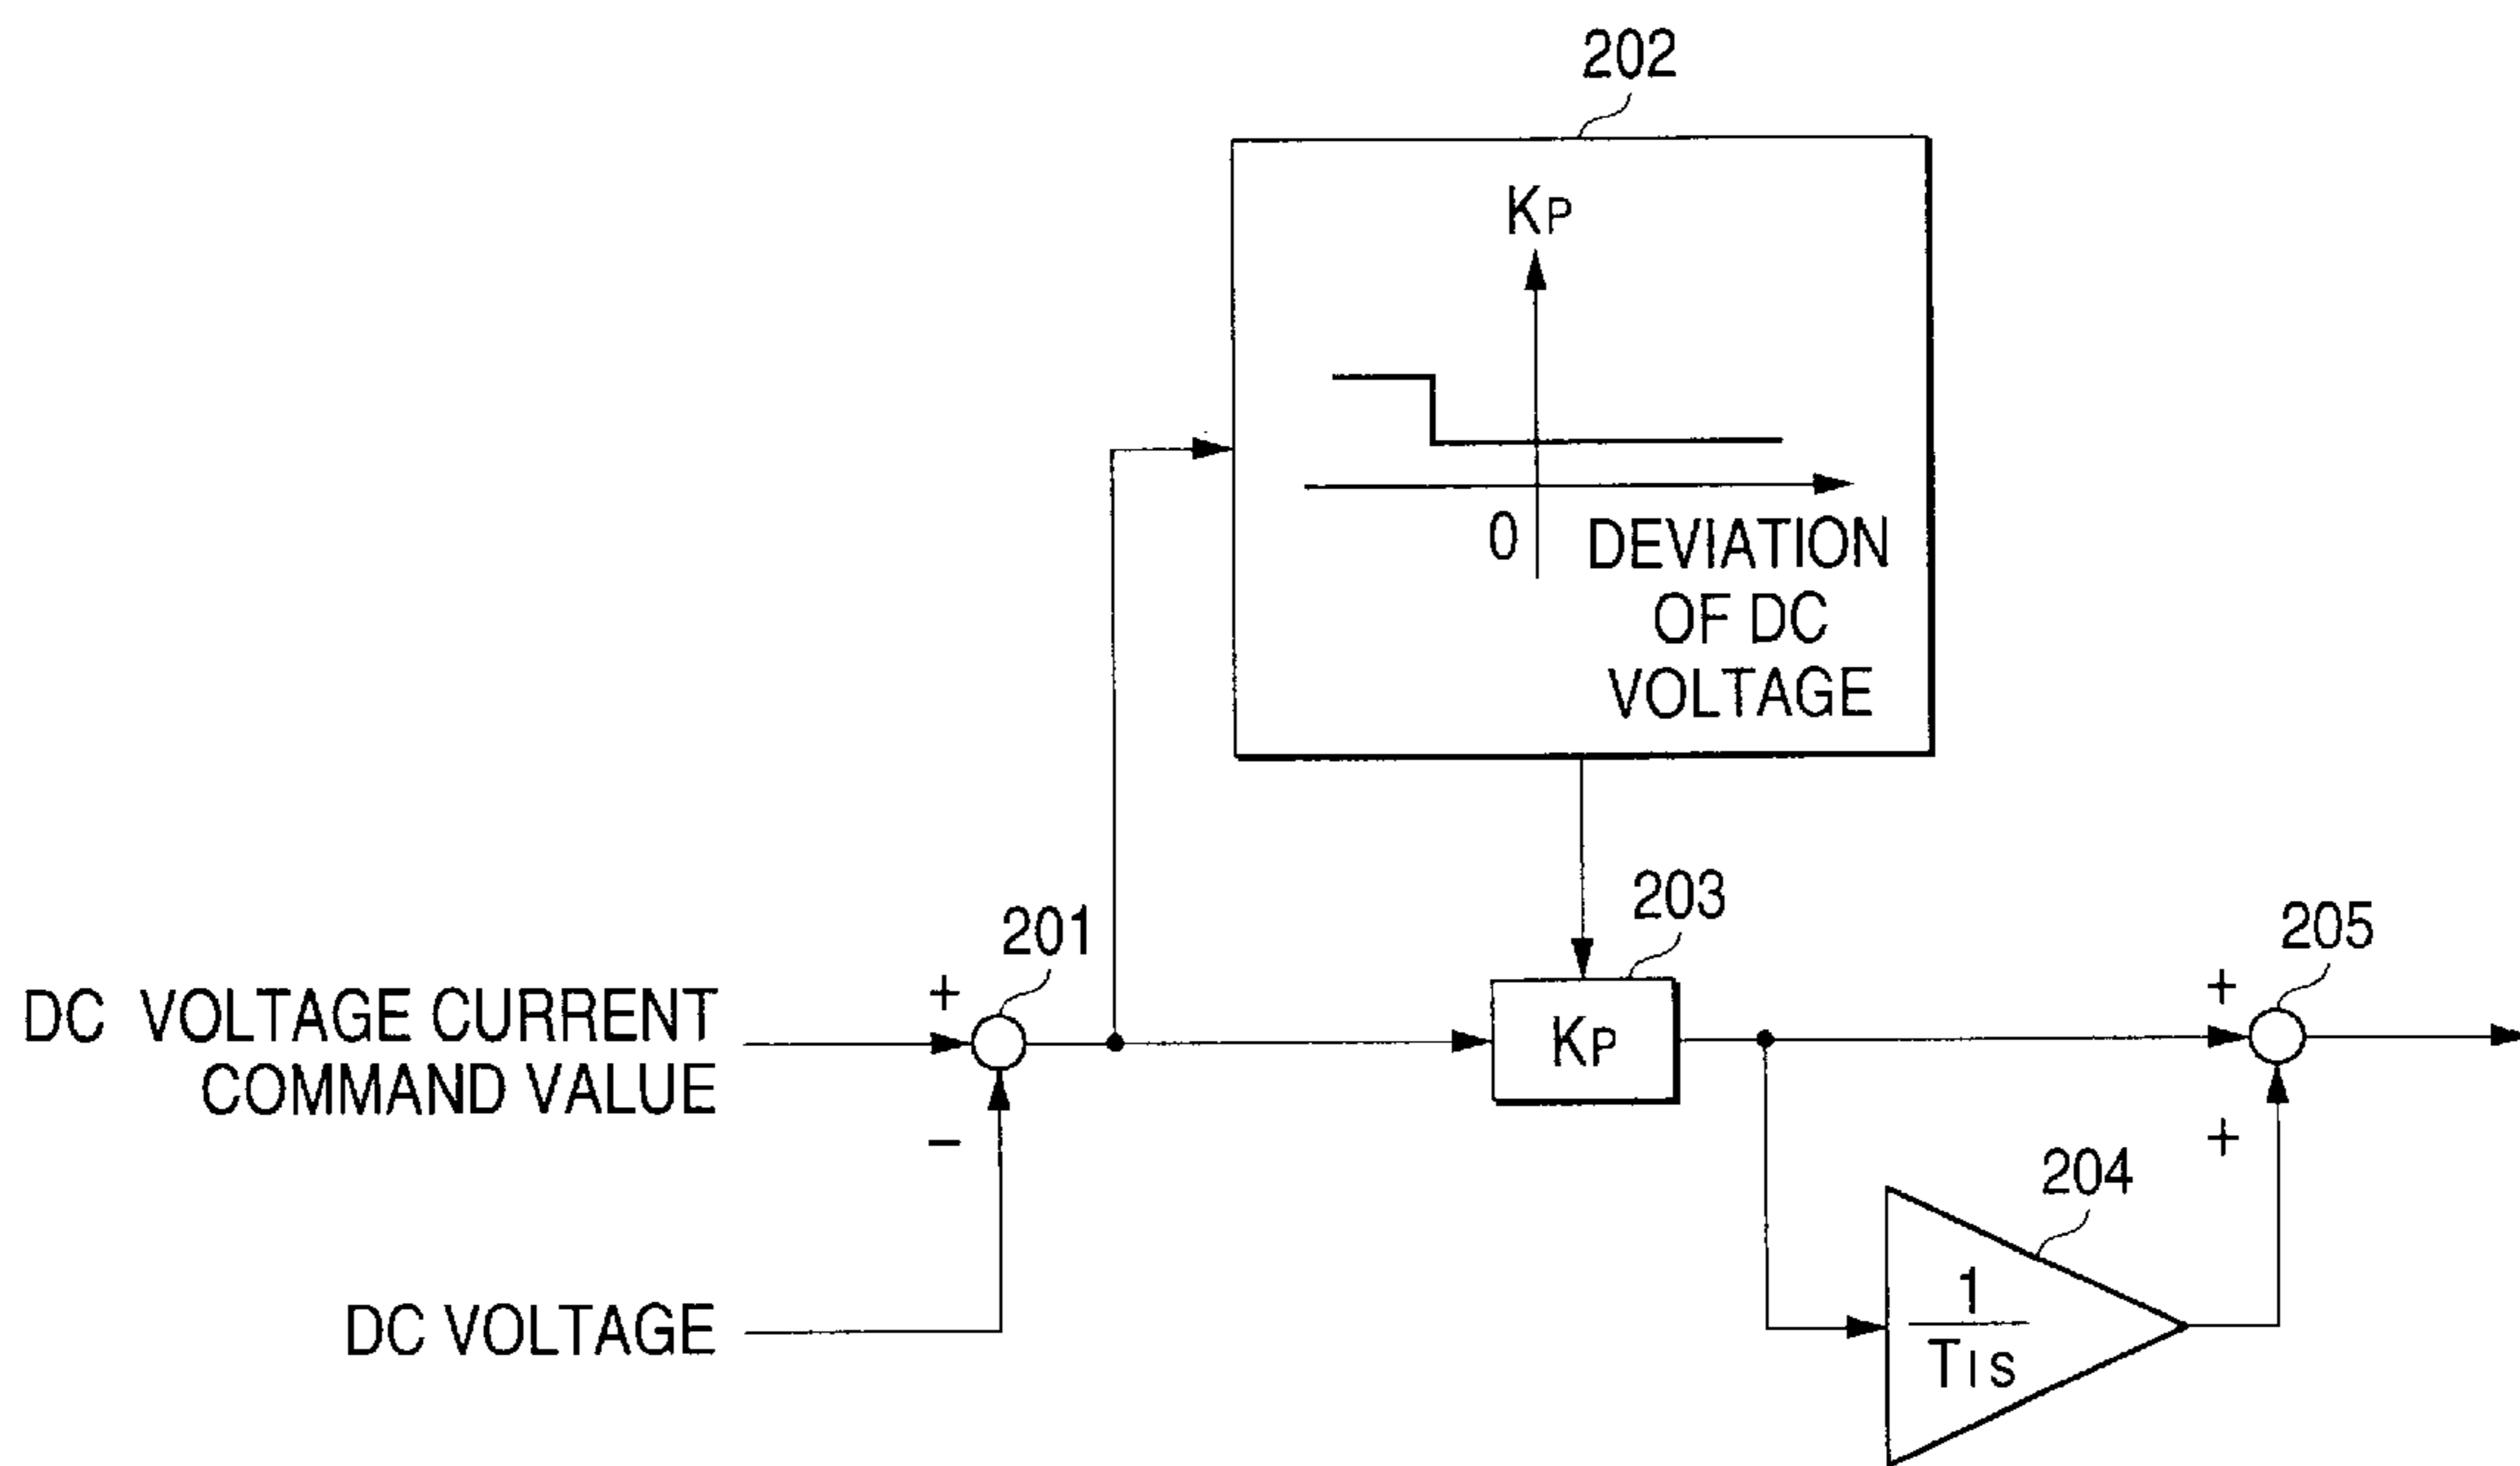 202
KP
0
DEVIATION
OF DC
VOLTAGE
201
203
205
+
+
DC VOLTAGE CURRENT
COMMAND VALUE
KP
−
+
204
1
TIS
DC VOLTAGE